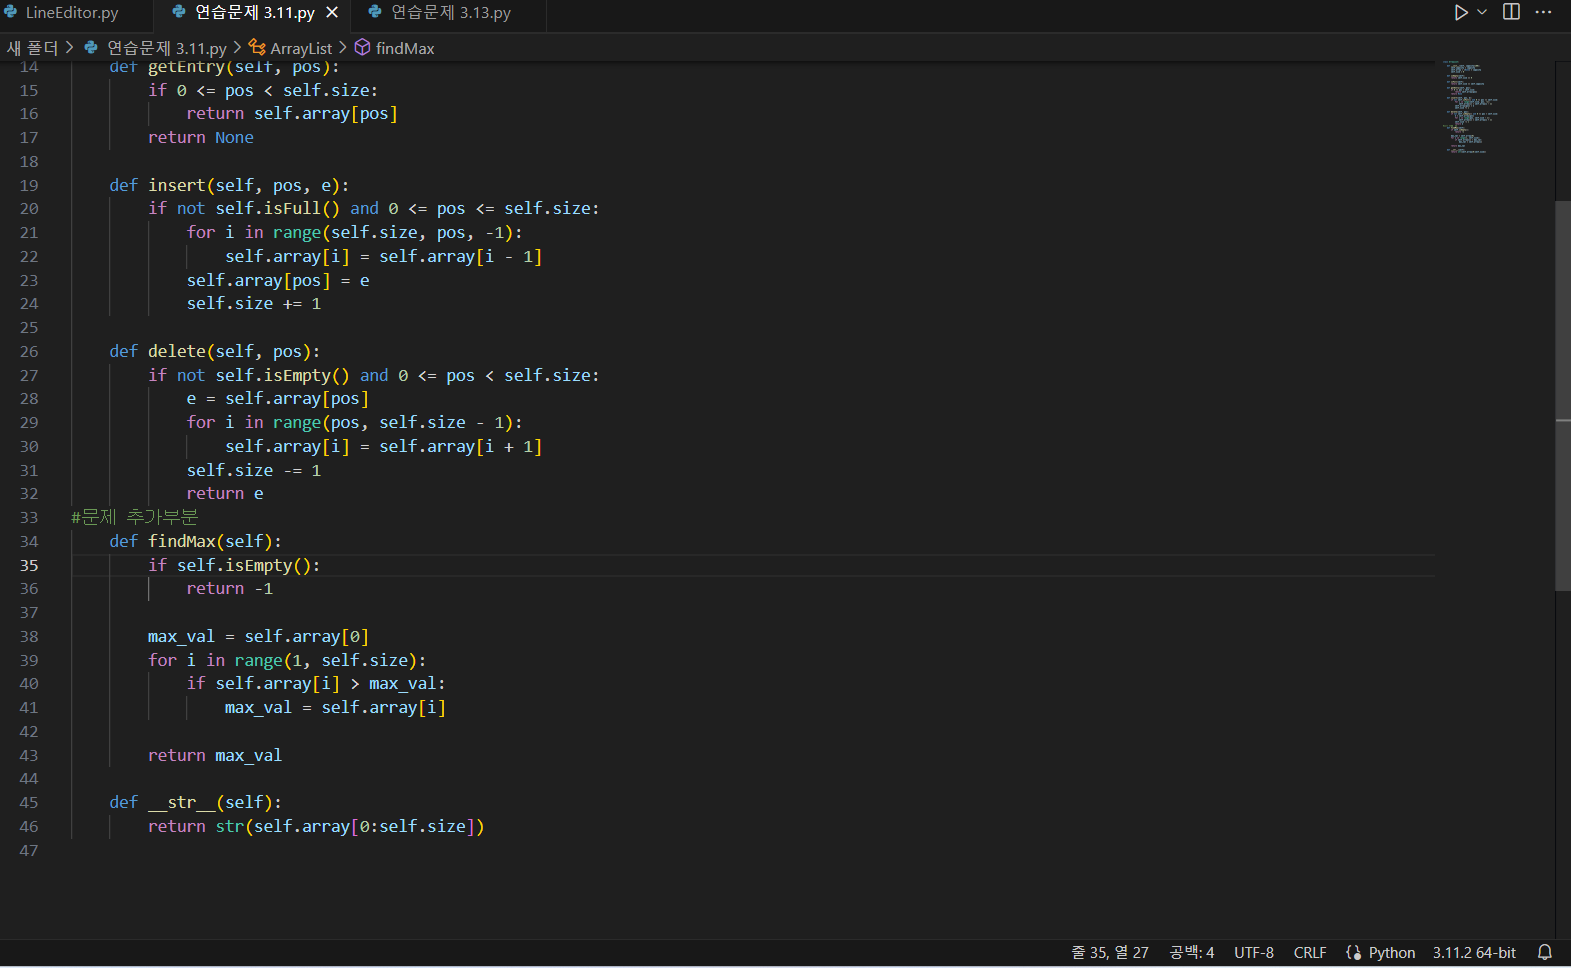 LineEditor.py 연습문제 3.11.py 연습문제 3.13.py
새 폴더 > 연습문제 3.11.py > ArrayList > findMax
14 def getEntry(self, pos):
15 if 0 <= pos < self.size:
16 return self.array[pos]
17 return None
18
19 def insert(self, pos, e):
20 if not self.isFull() and 0 <= pos <= self.size:
21 for i in range(self.size, pos, -1):
22 self.array[i] = self.array[i - 1]
23 self.array[pos] = e
24 self.size += 1
25
26 def delete(self, pos):
27 if not self.isEmpty() and 0 <= pos < self.size:
28 e = self.array[pos]
29 for i in range(pos, self.size - 1):
30 self.array[i] = self.array[i + 1]
31 self.size -= 1
32 return e
33 #문제 추가부분
34 def findMax(self):
35 if self.isEmpty():
36 return -1
37
38 max_val = self.array[0]
39 for i in range(1, self.size):
40 if self.array[i] > max_val:
41 max_val = self.array[i]
42
43 return max_val
44
45 def __str__(self):
46 return str(self.array[0:self.size])
47
줄 35, 열 27 공백: 4 UTF-8 CRLF Python 3.11.2 64-bit